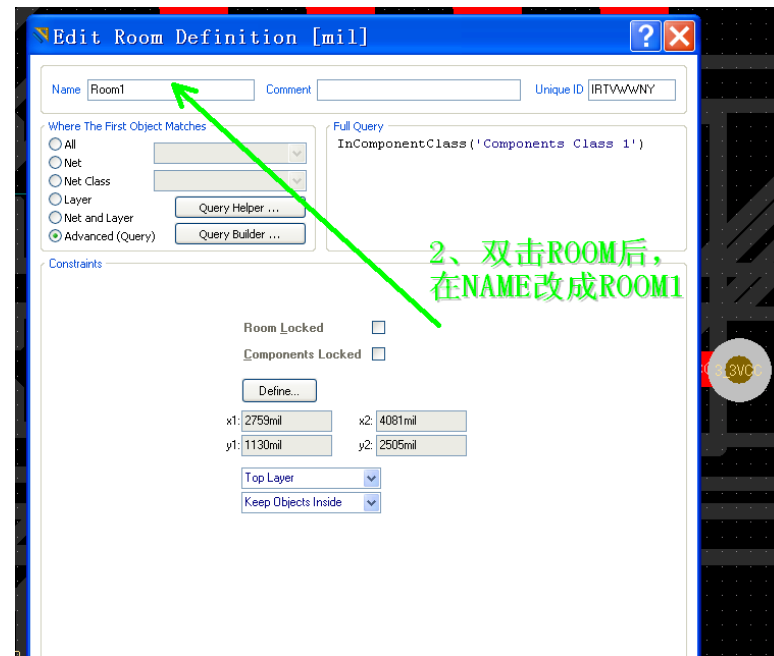 Edit Room Definition [mil]
Name Room1 Comment Unique ID IRTVWWNY
Where The First Object Matches
All
Net
Net Class
Layer
Net and Layer
Advanced (Query)
Query Helper ...
Query Builder ...
Full Query
InComponentClass('Components Class 1')
2、双击ROOM后,
在NAME改成ROOM1
Constraints
Room Locked
Components Locked
Define...
x1: 2759mil x2: 4081mil
y1: 1130mil y2: 2505mil
Top Layer
Keep Objects Inside
3_3VCC